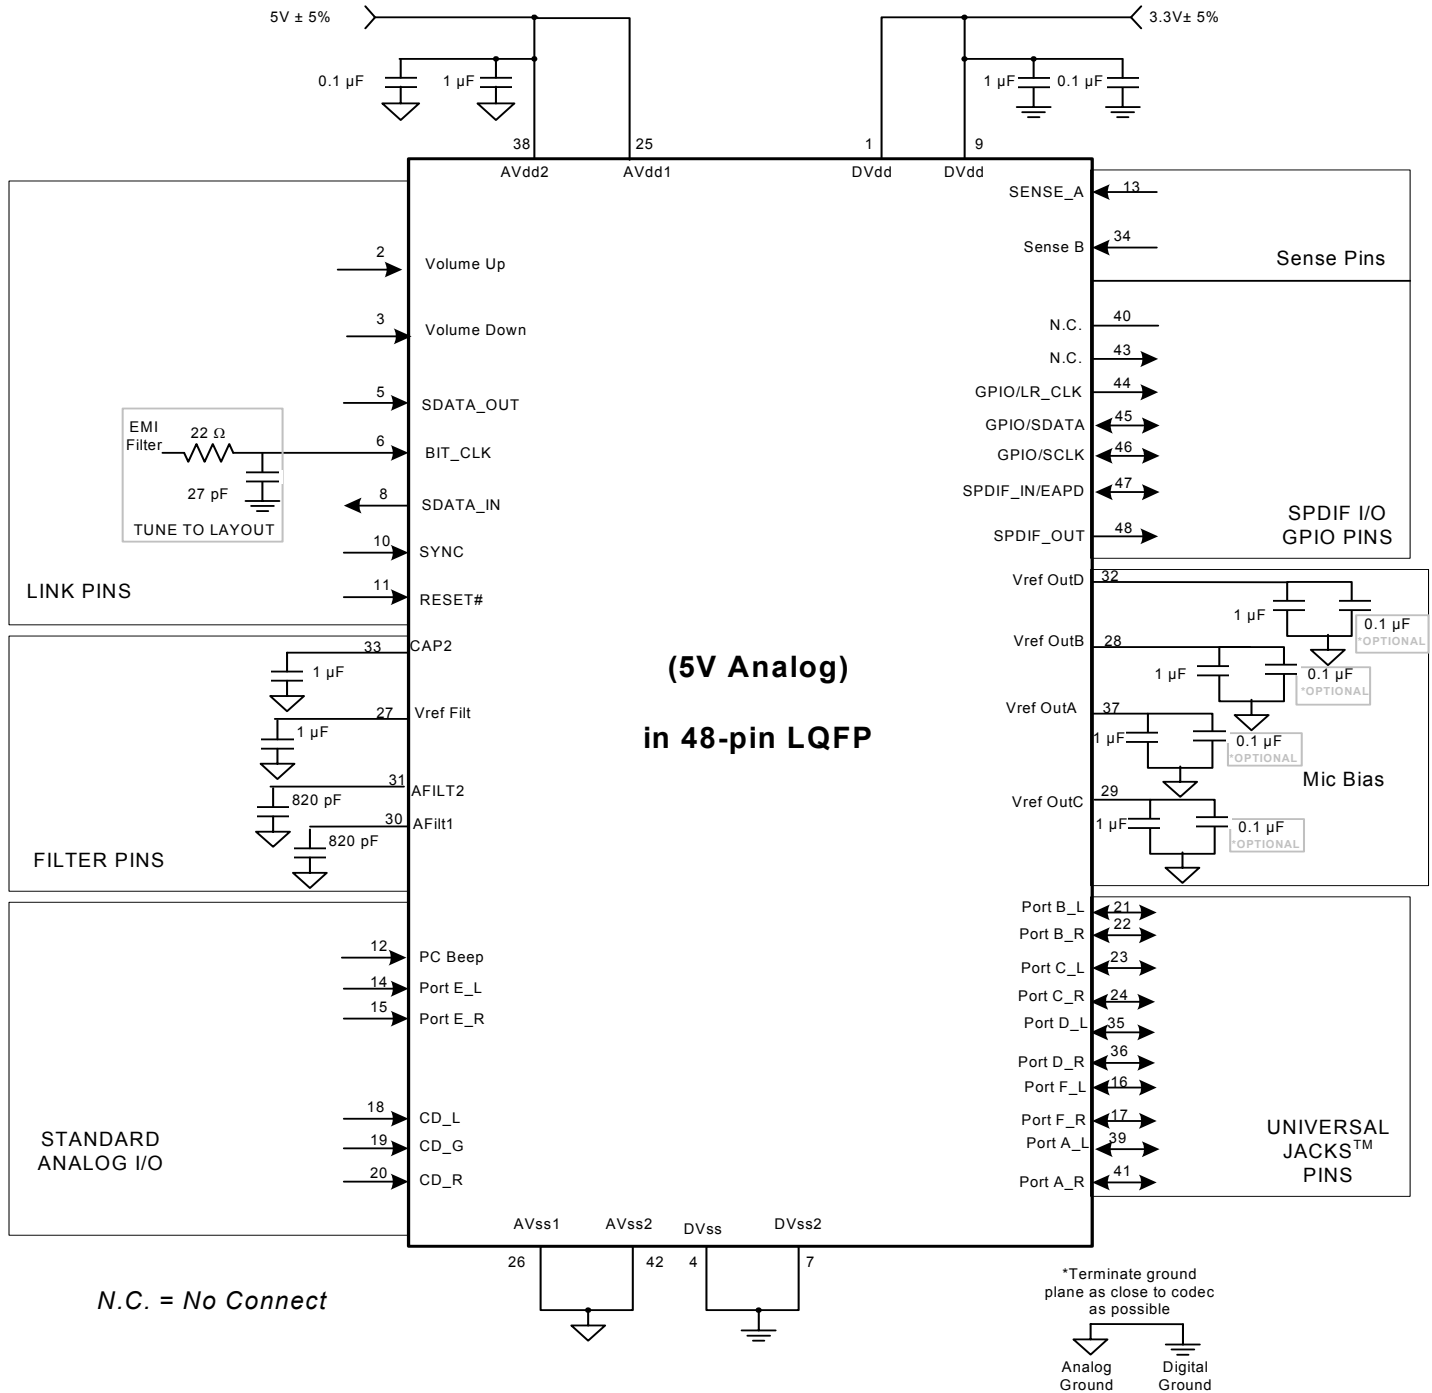 5V ± 5%
3.3V± 5%
0.1 µF
1 µF
1 µF
0.1 µF
38
25
1
9
AVdd2
AVdd1
DVdd
DVdd
2
Volume Up
3
Volume Down
5
SDATA_OUT
EMI
Filter
22 Ω
6
BIT_CLK
27 pF
TUNE TO LAYOUT
8
SDATA_IN
10
SYNC
11
RESET#
LINK PINS
33
CAP2
1 µF
27
Vref Filt
1 µF
31
AFILT2
820 pF
30
AFilt1
820 pF
FILTER PINS
12
PC Beep
14
Port E_L
15
Port E_R
18
CD_L
19
CD_G
20
CD_R
STANDARD
ANALOG I/O
(5V Analog)
in 48-pin LQFP
SENSE_A
13
Sense B
34
Sense Pins
N.C.
40
N.C.
43
GPIO/LR_CLK
44
GPIO/SDATA
45
GPIO/SCLK
46
SPDIF_IN/EAPD
47
SPDIF_OUT
48
SPDIF I/O
GPIO PINS
Vref OutD
32
1 µF
0.1 µF
*OPTIONAL
Vref OutB
28
1 µF
0.1 µF
*OPTIONAL
Vref OutA
37
1 µF
0.1 µF
*OPTIONAL
Mic Bias
Vref OutC
29
1 µF
0.1 µF
*OPTIONAL
Port B_L
21
Port B_R
22
Port C_L
23
Port C_R
24
Port D_L
35
Port D_R
36
Port F_L
16
Port F_R
17
Port A_L
39
Port A_R
41
UNIVERSAL
JACKS™
PINS
AVss1
AVss2
DVss
DVss2
26
42
4
7
N.C. = No Connect
*Terminate ground
plane as close to codec
as possible
Analog
Ground
Digital
Ground